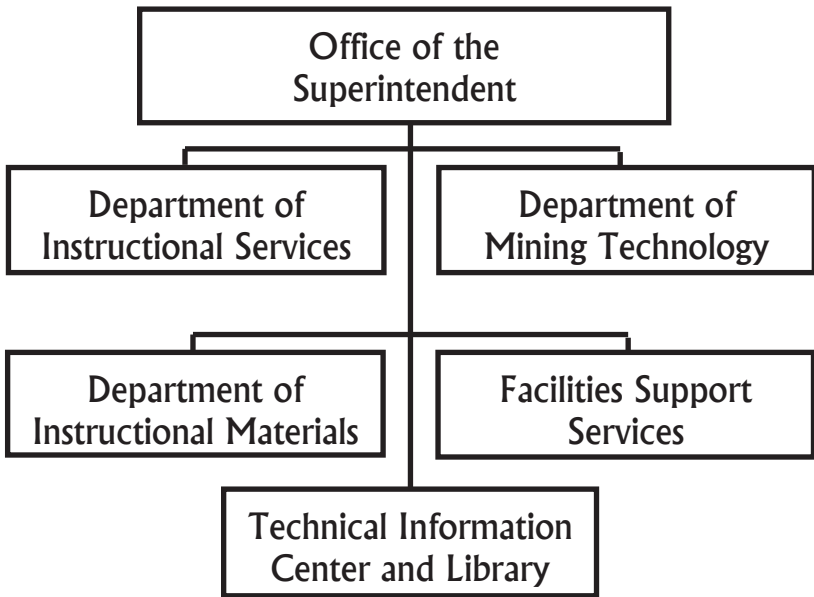 Office of the
Superintendent
Department of
Instructional Services
Department of
Mining Technology
Department of
Instructional Materials
Facilities Support
Services
Technical Information
Center and Library